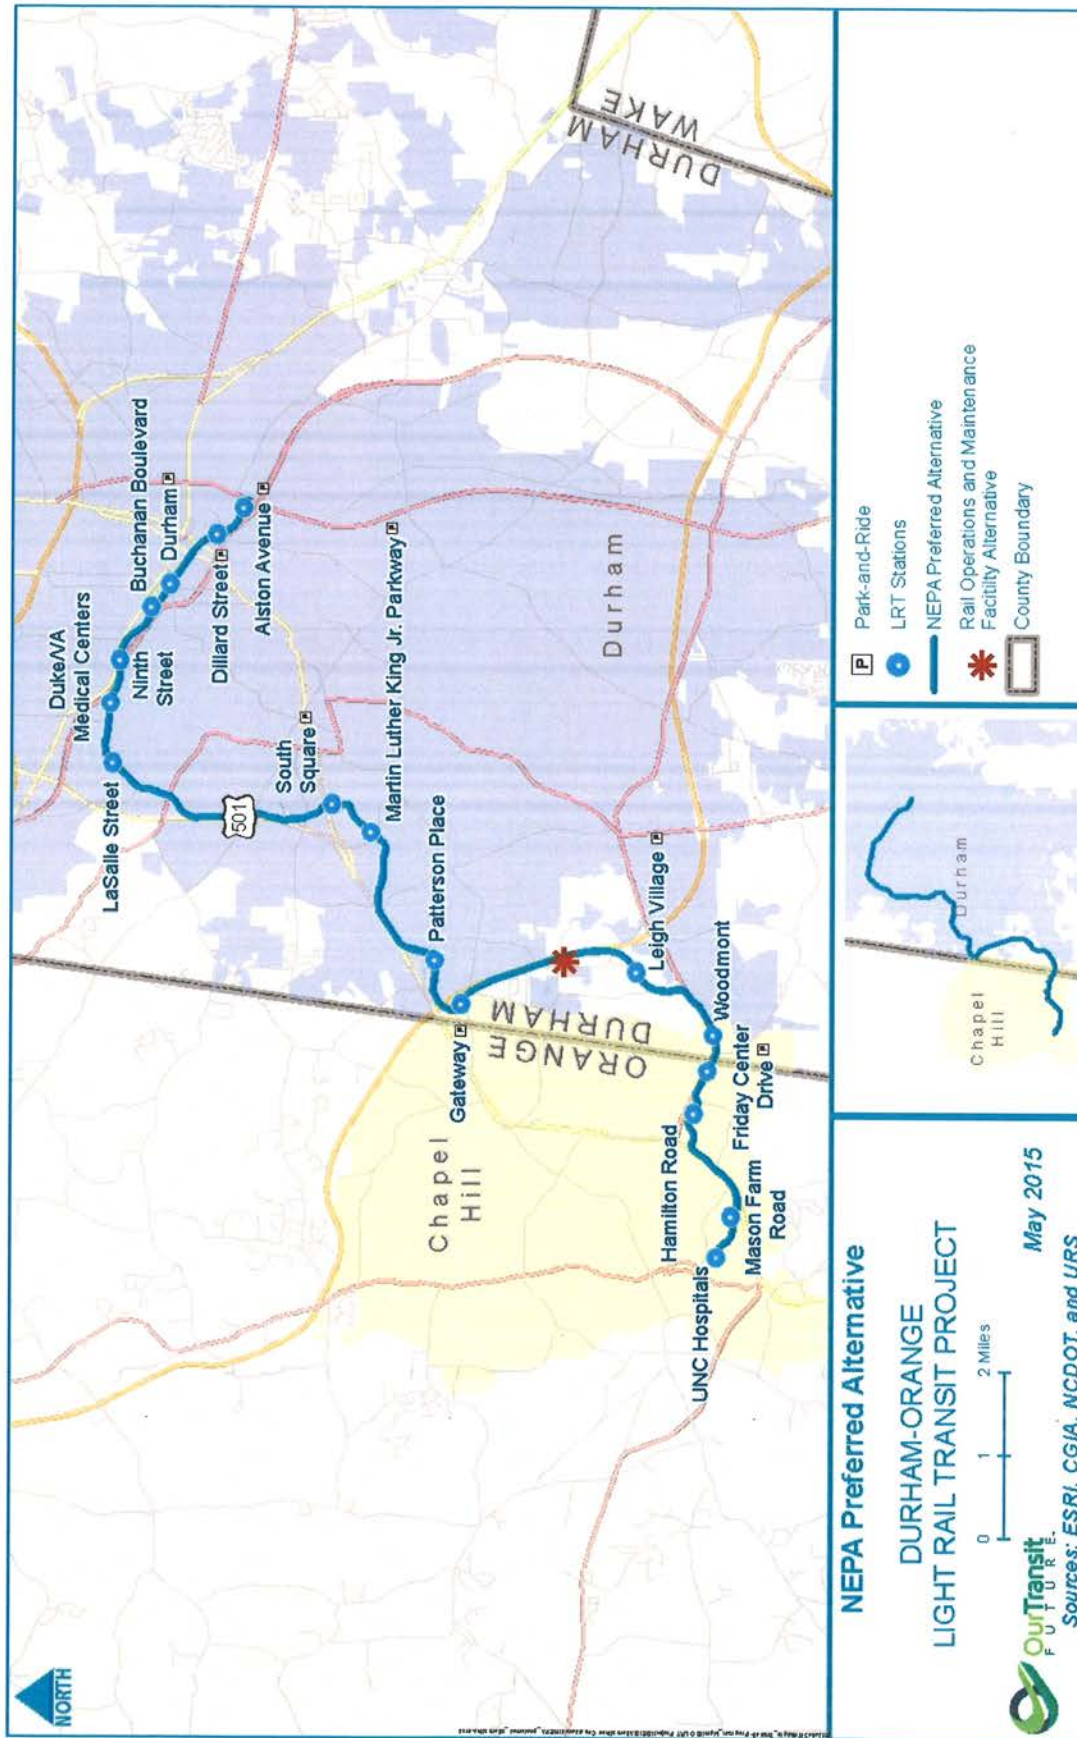 NORTH
DURHAM
WAKE
Duke/VA
Medical Centers
Buchanan Boulevard
Durham P
LaSalle Street
Ninth
Street
Dillard Street P
Alston Avenue P
501
South
Square P
Martin Luther King Jr. Parkway P
Patterson Place
Durham
Gateway P
ORANGE
DURHAM
Chapel
Hill
Leigh Village P
Woodmont
Friday Center
Drive P
Hamilton Road
Mason Farm
Road
UNC Hospitals
NEPA Preferred Alternative
DURHAM-ORANGE
LIGHT RAIL TRANSIT PROJECT
0 1 2 Miles
OurTransit
FUTURE
May 2015
Sources: ESRI, CGIA, NCDOT, and URS
Chapel
Hill
Durham
P Park-and-Ride
LRT Stations
NEPA Preferred Alternative
Rail Operations and Maintenance
Facitilty Alternative
County Boundary